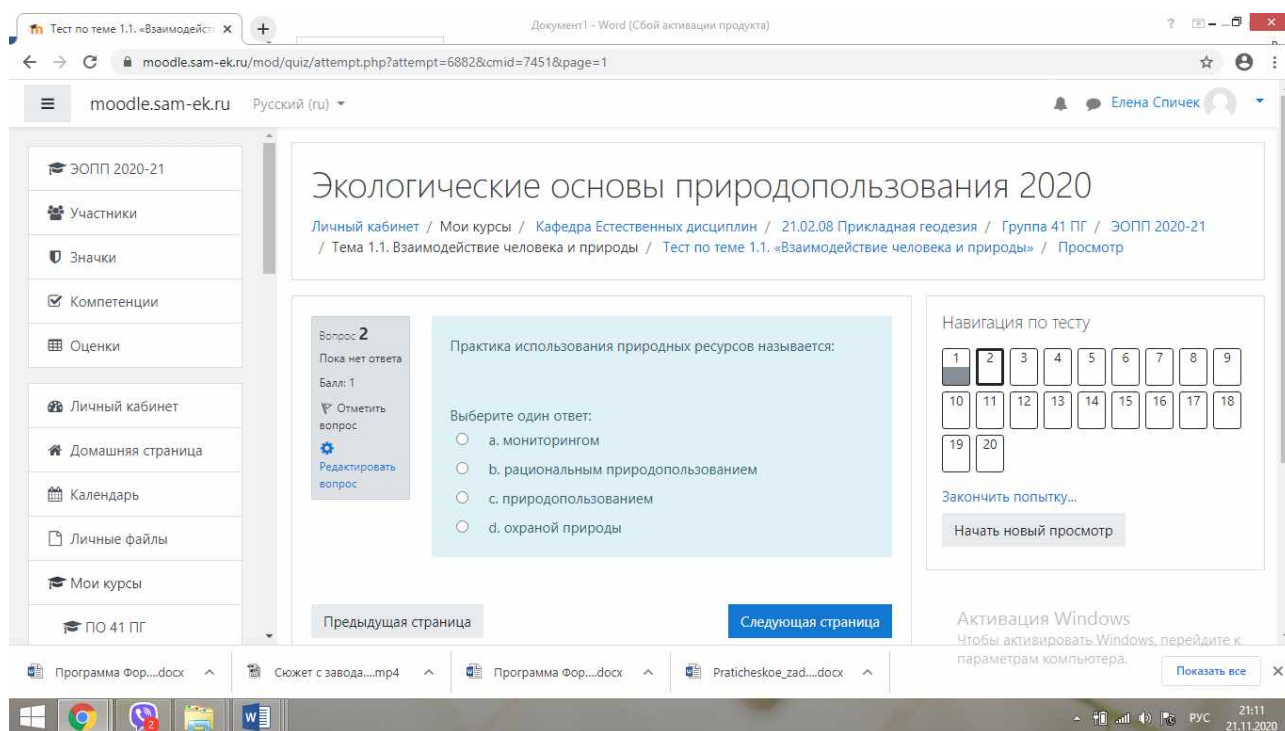 Тест по теме 1.1. «Взаимодейст
Документ1 - Word (Сбой активации продукта)
moodle.sam-ek.ru/mod/quiz/attempt.php?attempt=6882&cmid=7451&page=1
moodle.sam-ek.ru Русский (ru)
Елена Спичек
ЭОПП 2020-21
Участники
Значки
Компетенции
Оценки
Личный кабинет
Домашняя страница
Календарь
Личные файлы
Мои курсы
ПО 41 ПГ
Экологические основы природопользования 2020
Личный кабинет / Мои курсы / Кафедра Естественных дисциплин / 21.02.08 Прикладная геодезия / Группа 41 ПГ / ЭОПП 2020-21
/ Тема 1.1. Взаимодействие человека и природы / Тест по теме 1.1. «Взаимодействие человека и природы» / Просмотр
Вопрос 2
Пока нет ответа
Балл: 1
Отметить
вопрос
Редактировать
вопрос
Практика использования природных ресурсов называется:
Выберите один ответ:
a. мониторингом
b. рациональным природопользованием
c. природопользованием
d. охраной природы
Предыдущая страница
Следующая страница
Навигация по тесту
1 2 3 4 5 6 7 8 9
10 11 12 13 14 15 16 17 18
19 20
Закончить попытку...
Начать новый просмотр
Активация Windows
Чтобы активировать Windows, перейдите к
параметрам компьютера.
Программа Фор....docx
Сюжет с завода....mp4
Программа Фор....docx
Praticheskoe_zad....docx
Показать все
2
РУС
21:11
21.11.2020